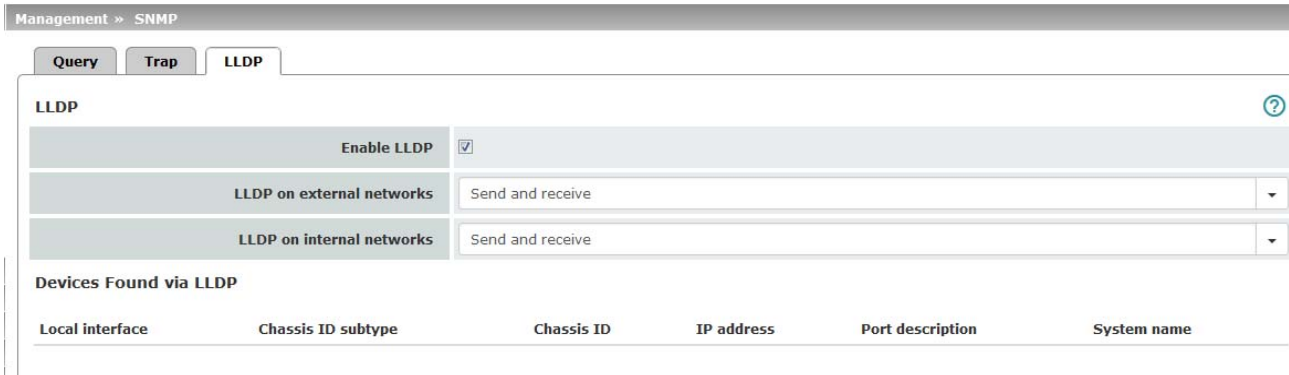 Management » SNMP
Query Trap LLDP
LLDP
Enable LLDP
LLDP on external networks Send and receive
LLDP on internal networks Send and receive
Devices Found via LLDP
Local interface Chassis ID subtype Chassis ID IP address Port description System name